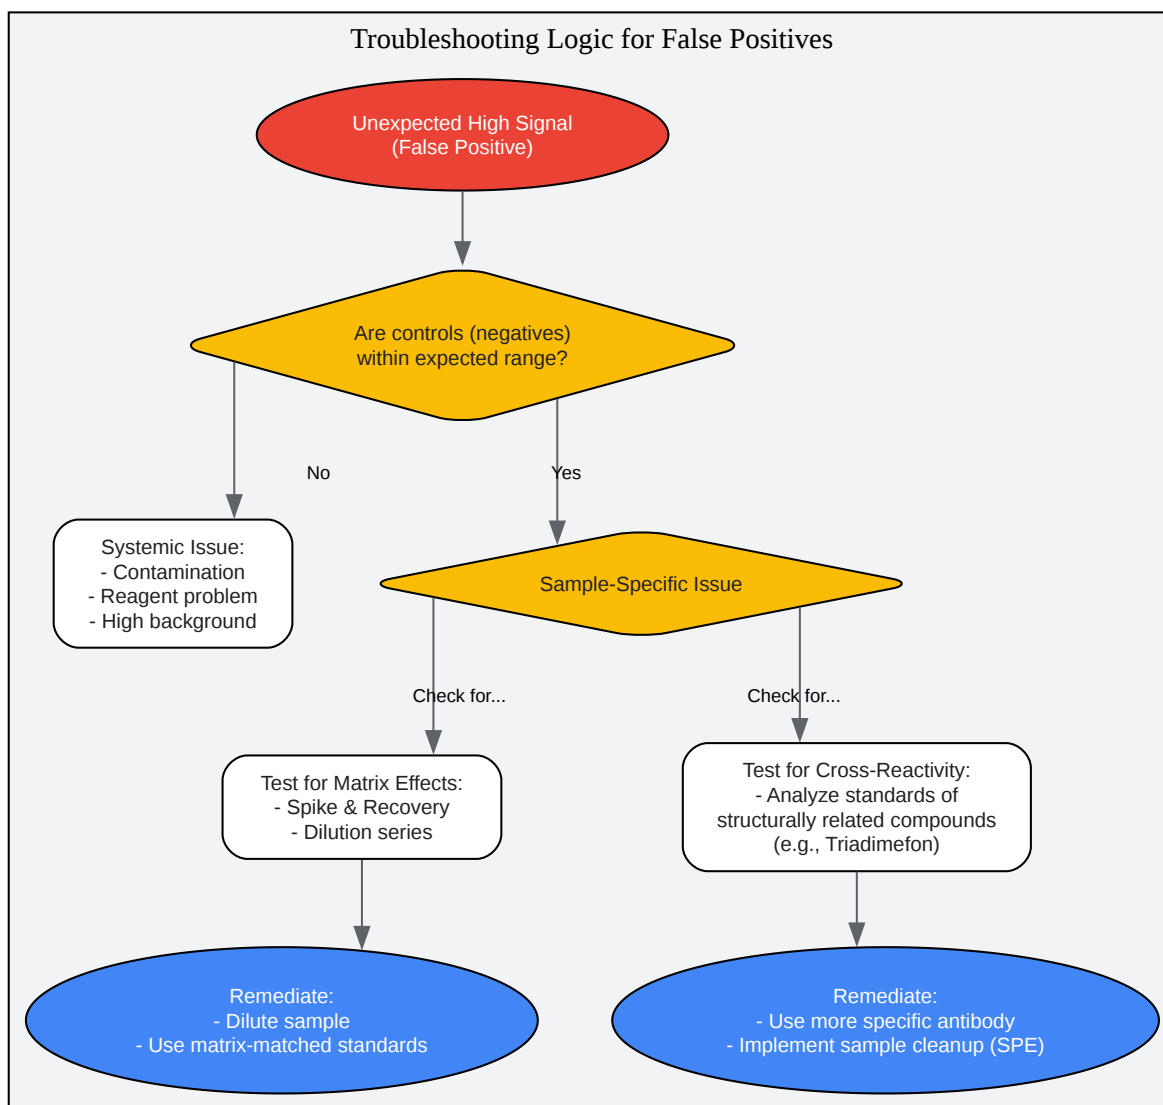 Troubleshooting Logic for False Positives
Unexpected High Signal
(False Positive)
Are controls (negatives)
within expected range?
No
Yes
Systemic Issue:
- Contamination
- Reagent problem
- High background
Sample-Specific Issue
Check for...
Check for...
Test for Matrix Effects:
- Spike & Recovery
- Dilution series
Test for Cross-Reactivity:
- Analyze standards of
structurally related compounds
(e.g., Triadimefon)
Remediate:
- Dilute sample
- Use matrix-matched standards
Remediate:
- Use more specific antibody
- Implement sample cleanup (SPE)